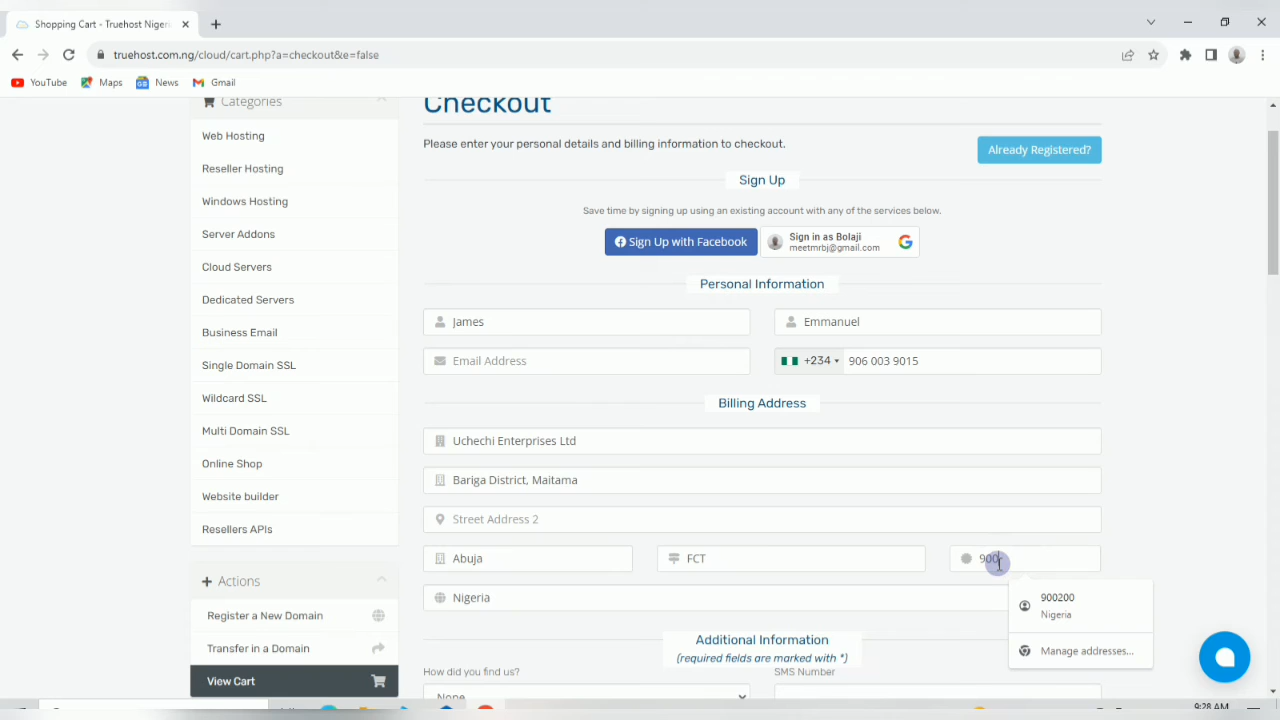 Shopping Cart - Truehost Nigeri
truehost.com.ng/cloud/cart.php?a=checkout&e=false
YouTube
Maps
News
Gmail
Categories
Web Hosting
Reseller Hosting
Windows Hosting
Server Addons
Cloud Servers
Dedicated Servers
Business Email
Single Domain SSL
Wildcard SSL
Multi Domain SSL
Online Shop
Website builder
Resellers APIs
Actions
Register a New Domain
Transfer in a Domain
View Cart
Checkout
Please enter your personal details and billing information to checkout.
Already Registered?
Sign Up
Save time by signing up using an existing account with any of the services below.
Sign Up with Facebook
Sign in as Bolaji
meetmrbj@gmail.com
Personal Information
James
Emmanuel
Email Address
+234
906 003 9015
Billing Address
Uchechi Enterprises Ltd
Bariga District, Maitama
Street Address 2
Abuja
FCT
900
900200
Nigeria
Manage addresses...
Nigeria
Additional Information
(required fields are marked with *)
How did you find us?
SMS Number
None
9:28 AM